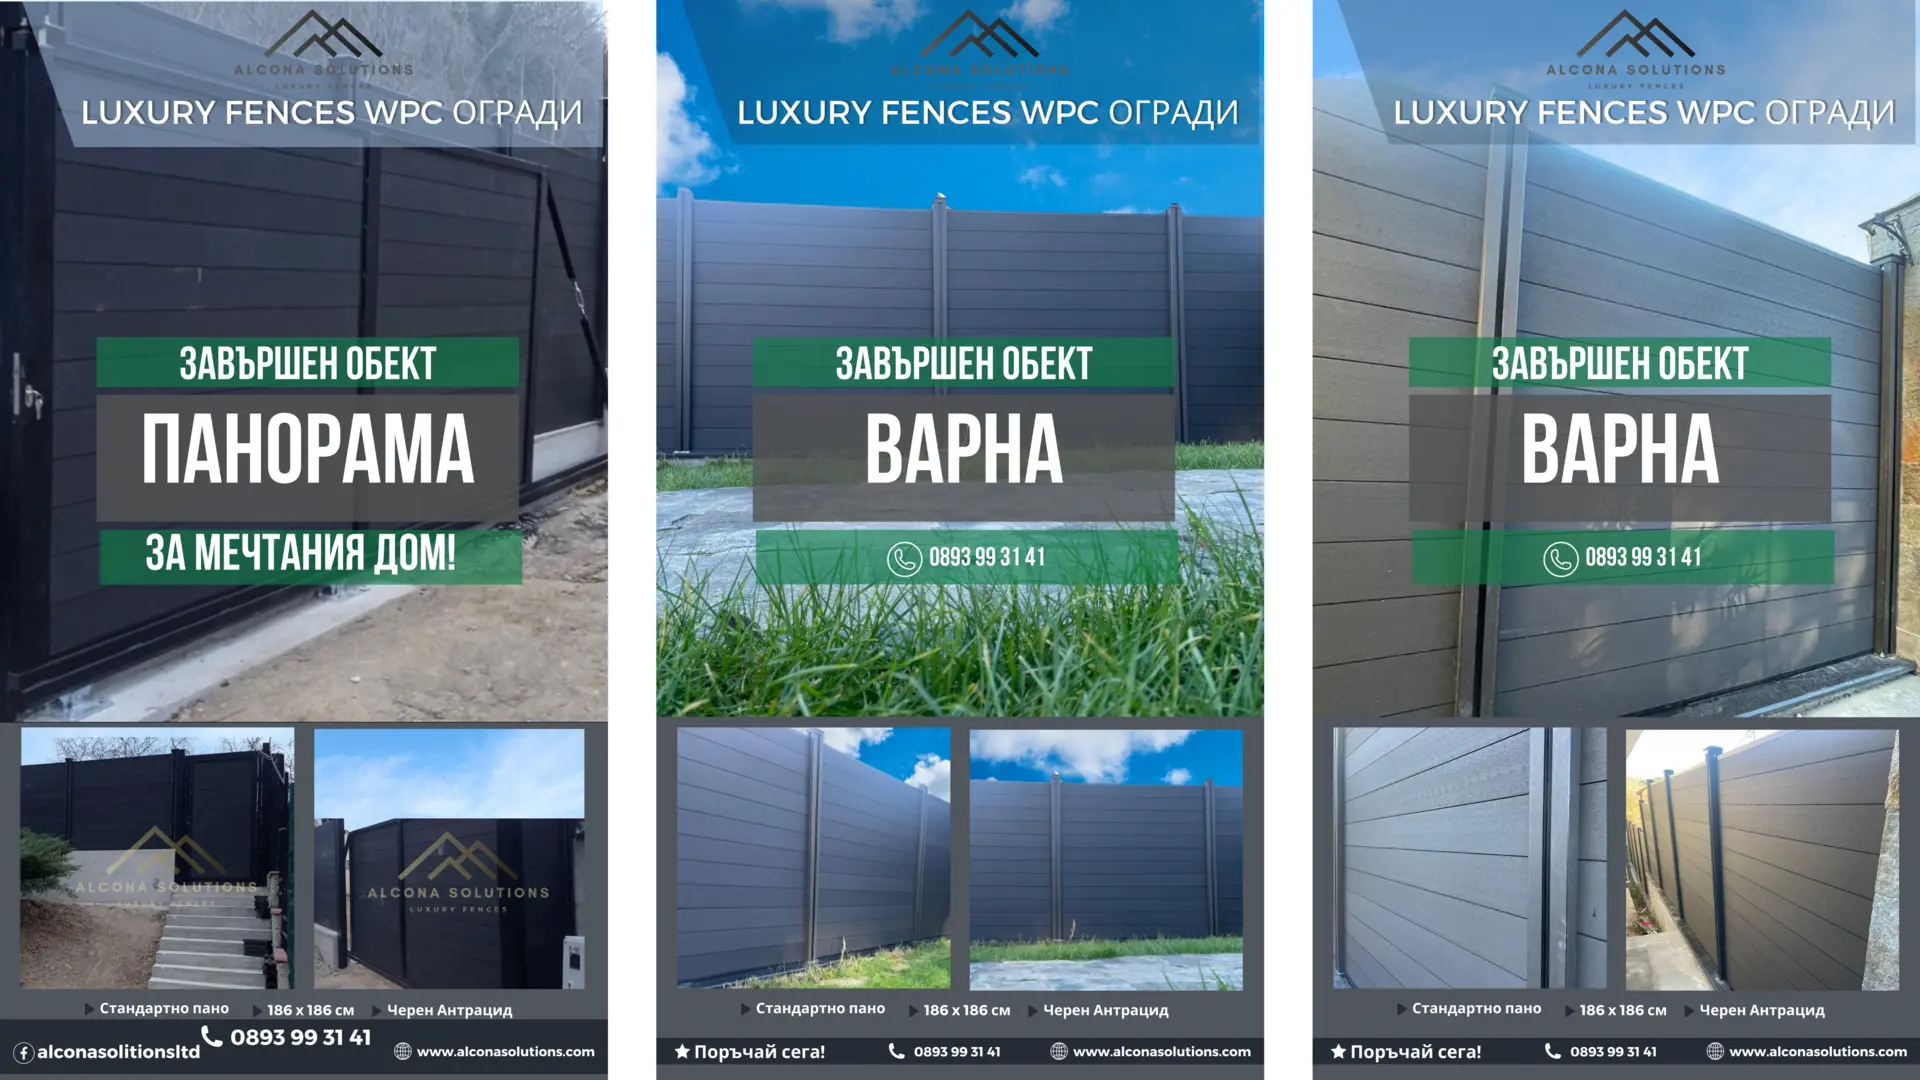 ALCONA SOLUTIONS
LUXURY FENCES
LUXURY FENCES WPC ОГРАДИ
ЗАВЪРШЕН ОБЕКТ
ПАНОРАМА
ЗА МЕЧТАНИЯ ДОМ!
ALCONA SOLUTIONS
LUXURY FENCES
ALCONA SOLUTIONS
LUXURY FENCES
Стандартно пано
186 x 186 см
Черен Антрацид
0893 99 31 41
alconasolitionsltd
www.alconasolutions.com
ALCONA SOLUTIONS
LUXURY FENCES
LUXURY FENCES WPC ОГРАДИ
ЗАВЪРШЕН ОБЕКТ
ВАРНА
0893 99 31 41
Стандартно пано
186 x 186 см
Черен Антрацид
Поръчай сега!
0893 99 31 41
www.alconasolutions.com
ALCONA SOLUTIONS
LUXURY FENCES
LUXURY FENCES WPC ОГРАДИ
ЗАВЪРШЕН ОБЕКТ
ВАРНА
0893 99 31 41
Стандартно пано
186 x 186 см
Черен Антрацид
Поръчай сега!
0893 99 31 41
www.alconasolutions.com